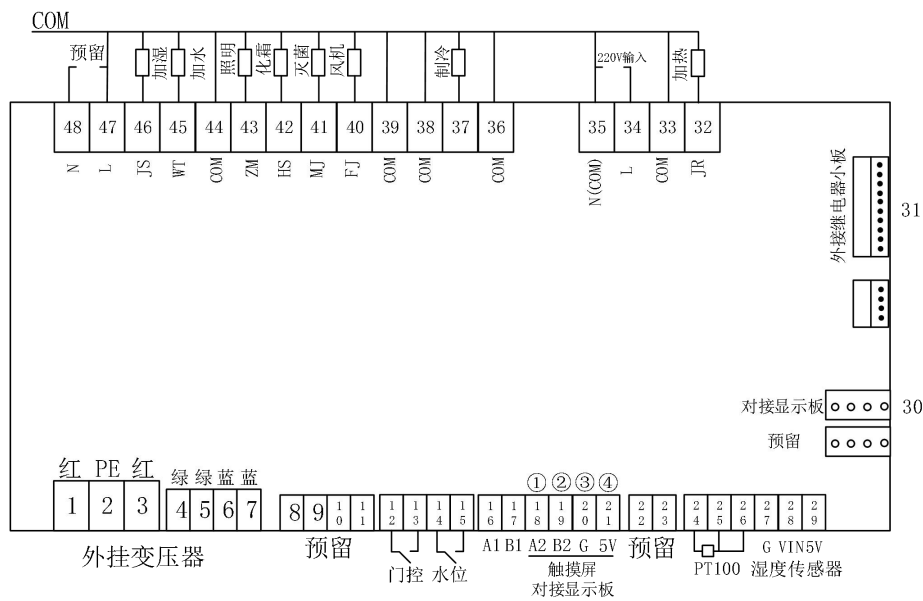 COM
预留 加湿 加水 照明 化霜 灭菌 风机 制冷 220V输入 加热
48 47 46 45 44 43 42 41 40 39 38 37 36 35 34 33 32
N L JS WT COM ZM HS MJ FJ COM COM COM N(COM) L COM JR
外接继电器小板 31
对接显示板 30
预留
红 PE 红 绿 绿 蓝 蓝 ① ② ③ ④
1 2 3 4 5 6 7 8 9 10 11 12 13 14 15 16 17 18 19 20 21 22 23 24 25 26 27 28 29
A1 B1 A2 B2 G 5V G VIN 5V
外挂变压器 预留 门控 水位 触摸屏 预留 PT100 湿度传感器
对接显示板